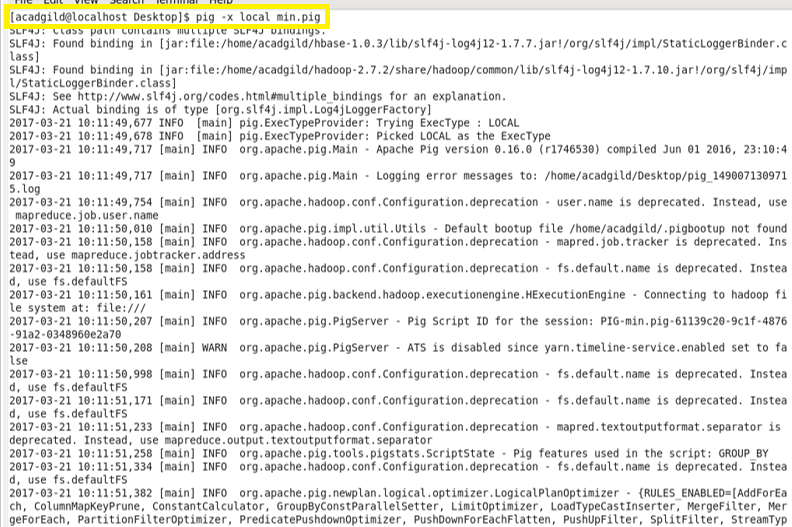 File Edit View Search Terminal Help
[acadgild@localhost Desktop]$ pig -x local min.pig
SLF4J: Class path contains multiple SLF4J bindings.
SLF4J: Found binding in [jar:file:/home/acadgild/hbase-1.0.3/lib/slf4j-log4j12-1.7.7.jar!/org/slf4j/impl/StaticLoggerBinder.c
lass]
SLF4J: Found binding in [jar:file:/home/acadgild/hadoop-2.7.2/share/hadoop/common/lib/slf4j-log4j12-1.7.10.jar!/org/slf4j/imp
l/StaticLoggerBinder.class]
SLF4J: See http://www.slf4j.org/codes.html#multiple_bindings for an explanation.
SLF4J: Actual binding is of type [org.slf4j.impl.Log4jLoggerFactory]
2017-03-21 10:11:49,677 INFO  [main] pig.ExecTypeProvider: Trying ExecType : LOCAL
2017-03-21 10:11:49,678 INFO  [main] pig.ExecTypeProvider: Picked LOCAL as the ExecType
2017-03-21 10:11:49,717 [main] INFO  org.apache.pig.Main - Apache Pig version 0.16.0 (r1746530) compiled Jun 01 2016, 23:10:4
9
2017-03-21 10:11:49,717 [main] INFO  org.apache.pig.Main - Logging error messages to: /home/acadgild/Desktop/pig_149007130971
5.log
2017-03-21 10:11:49,754 [main] INFO  org.apache.hadoop.conf.Configuration.deprecation - user.name is deprecated. Instead, use
 mapreduce.job.user.name
2017-03-21 10:11:50,010 [main] INFO  org.apache.pig.impl.util.Utils - Default bootup file /home/acadgild/.pigbootup not found
2017-03-21 10:11:50,158 [main] INFO  org.apache.hadoop.conf.Configuration.deprecation - mapred.job.tracker is deprecated. Ins
tead, use mapreduce.jobtracker.address
2017-03-21 10:11:50,158 [main] INFO  org.apache.hadoop.conf.Configuration.deprecation - fs.default.name is deprecated. Instea
d, use fs.defaultFS
2017-03-21 10:11:50,161 [main] INFO  org.apache.pig.backend.hadoop.executionengine.HExecutionEngine - Connecting to hadoop fi
le system at: file:///
2017-03-21 10:11:50,207 [main] INFO  org.apache.pig.PigServer - Pig Script ID for the session: PIG-min.pig-61139c20-9c1f-4876
-91a2-0348960e2a70
2017-03-21 10:11:50,208 [main] WARN  org.apache.pig.PigServer - ATS is disabled since yarn.timeline-service.enabled set to fa
lse
2017-03-21 10:11:50,998 [main] INFO  org.apache.hadoop.conf.Configuration.deprecation - fs.default.name is deprecated. Instea
d, use fs.defaultFS
2017-03-21 10:11:51,171 [main] INFO  org.apache.hadoop.conf.Configuration.deprecation - fs.default.name is deprecated. Instea
d, use fs.defaultFS
2017-03-21 10:11:51,233 [main] INFO  org.apache.hadoop.conf.Configuration.deprecation - mapred.textoutputformat.separator is
deprecated. Instead, use mapreduce.output.textoutputformat.separator
2017-03-21 10:11:51,258 [main] INFO  org.apache.pig.tools.pigstats.ScriptState - Pig features used in the script: GROUP_BY
2017-03-21 10:11:51,334 [main] INFO  org.apache.hadoop.conf.Configuration.deprecation - fs.default.name is deprecated. Instea
d, use fs.defaultFS
2017-03-21 10:11:51,382 [main] INFO  org.apache.pig.newplan.logical.optimizer.LogicalPlanOptimizer - {RULES_ENABLED=[AddForEa
ch, ColumnMapKeyPrune, ConstantCalculator, GroupByConstParallelSetter, LimitOptimizer, LoadTypeCastInserter, MergeFilter, Mer
geForEach, PartitionFilterOptimizer, PredicatePushdownOptimizer, PushDownForEachFlatten, PushUpFilter, SplitFilter, StreamTyp